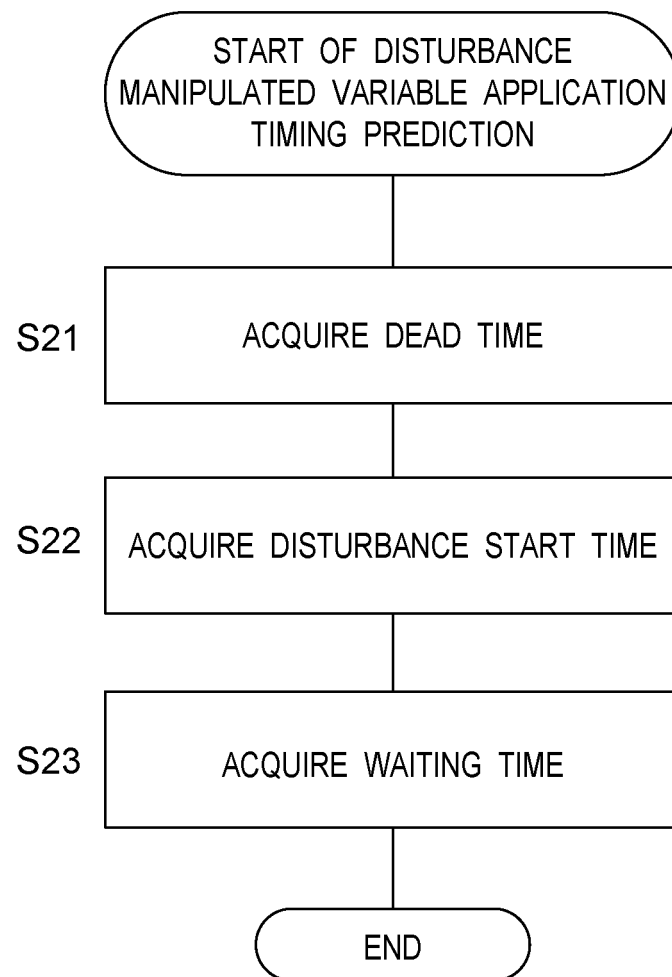 START OF DISTURBANCE
MANIPULATED VARIABLE APPLICATION
TIMING PREDICTION
S21
ACQUIRE DEAD TIME
S22
ACQUIRE DISTURBANCE START TIME
S23
ACQUIRE WAITING TIME
END